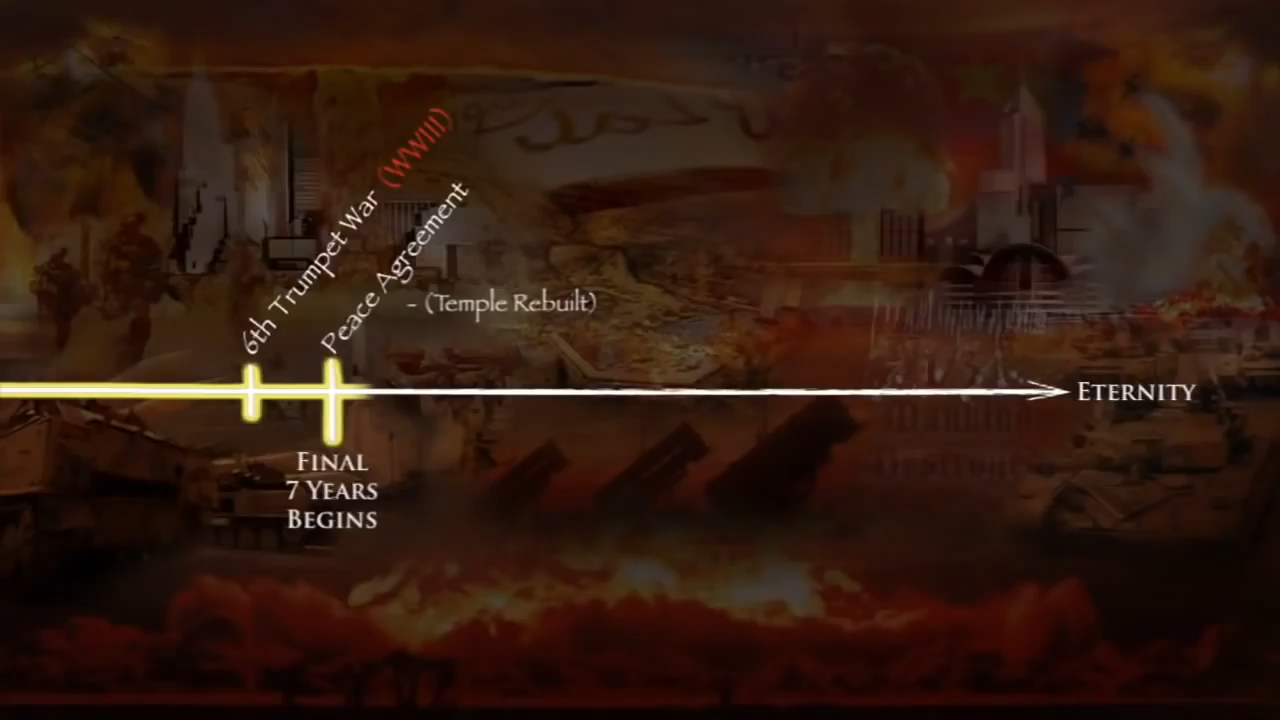 6th Trumpet War (WWIII)
Peace Agreement
- (Temple Rebuilt)
ETERNITY
FINAL
7 YEARS
BEGINS